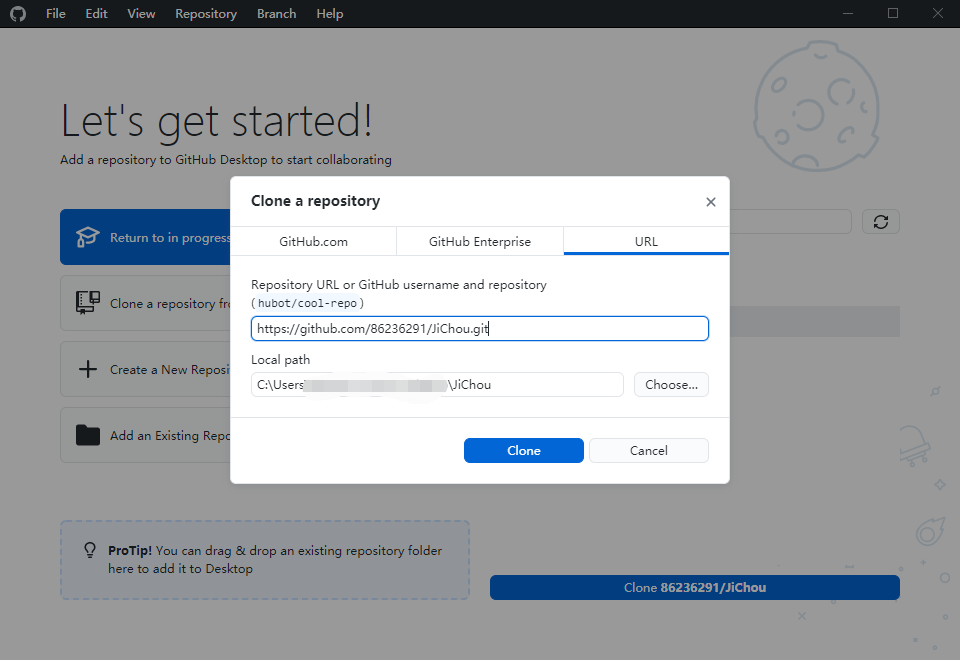 File Edit View Repository Branch Help
Let's get started!
Add a repository to GitHub Desktop to start collaborating
Return to in progress
Clone a repository
Create a New
Add an Existing
ProTip! You can drag & drop an existing repository folder
here to add it to Desktop
Clone 86236291/JiChou
Clone a repository
GitHub.com GitHub Enterprise URL
Repository URL or GitHub username and repository
(hubot/cool-repo)
https://github.com/86236291/JiChou.git
Local path
C:\Users \JiChou Choose...
Clone Cancel